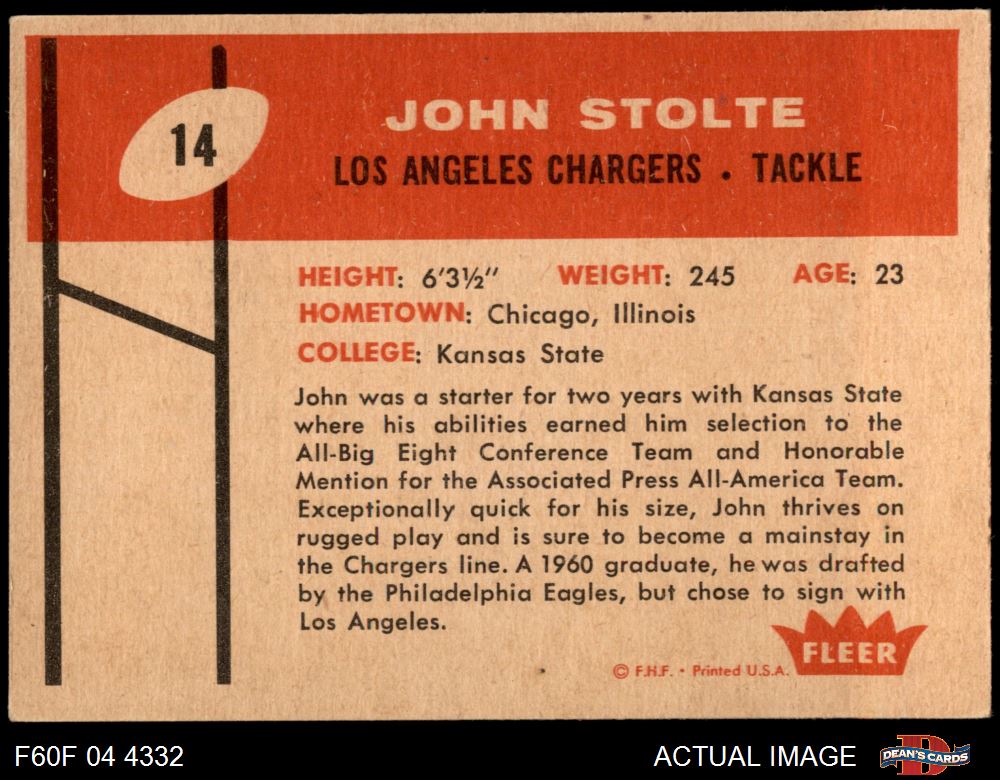 14
JOHN STOLTE
LOS ANGELES CHARGERS . TACKLE
HEIGHT: 6'3½" WEIGHT: 245 AGE: 23
HOMETOWN: Chicago, Illinois
COLLEGE: Kansas State
John was a starter for two years with Kansas State
where his abilities earned him selection to the
All-Big Eight Conference Team and Honorable
Mention for the Associated Press All-America Team.
Exceptionally quick for his size, John thrives on
rugged play and is sure to become a mainstay in
the Chargers line. A 1960 graduate, he was drafted
by the Philadelphia Eagles, but chose to sign with
Los Angeles.
FLEER
© F.H.F. • Printed U.S.A.
F60F 04 4332
ACTUAL IMAGE
D
DEAN'S CARDS